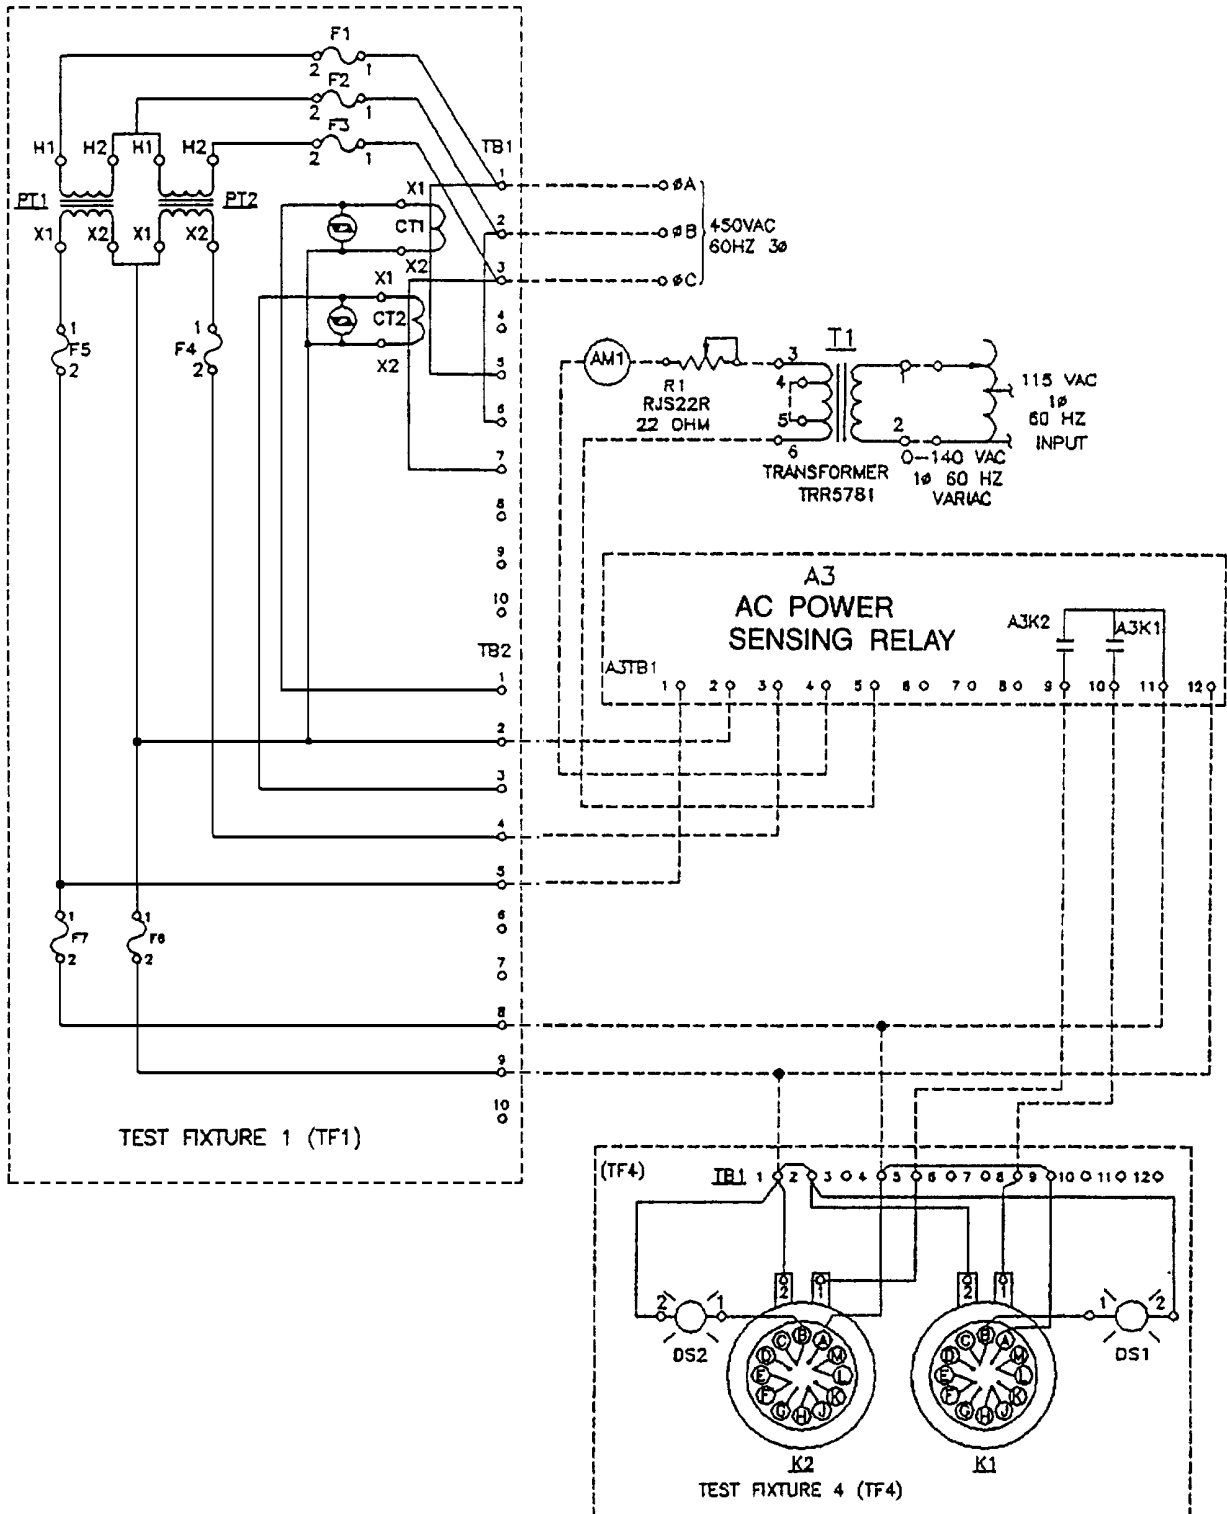 F1
2 1
F2
2 1
F3
2 1
H1 H2 H1 H2
PT1 PT2
X1 X2 X1 X2
TB1
1
2
3
4
5
6
7
8
9
10
X1
CT1
X2
X1
CT2
X2
øA
øB
øC
450VAC
60HZ 3ø
1
F5
2
1
F4
2
AM1
R1
RJS22R
22 OHM
T1
3
4
5
6
1
2
TRANSFORMER
TRR5781
0-140 VAC
1ø 60 HZ
VARIAC
115 VAC
1ø
60 HZ
INPUT
A3
AC POWER
SENSING RELAY
A3K2
A3K1
A3TB1
1 2 3 4 5 6 7 8 9 10 11 12
TB2
1
2
3
4
5
6
7
8
9
10
1
F7
2
1
F6
2
TEST FIXTURE 1 (TF1)
(TF4)
TB1 1 2 3 4 5 6 7 8 9 10 11 12
2 1
2 1
2 1
DS2
1 2
DS1
A B C D E F G H J K L M
K2
A B C D E F G H J K L M
K1
TEST FIXTURE 4 (TF4)